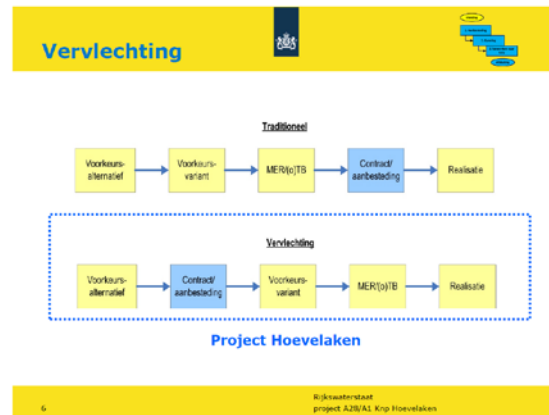 Vervlechting
Traditioneel
Voorkeurs-
alternatief
Voorkeurs-
variant
MER/(o)TB
Contract/
aanbesteding
Realisatie
Vervlechting
Voorkeurs-
alternatief
Contract/
aanbesteding
Voorkeurs-
variant
MER/(o)TB
Realisatie
Project Hoevelaken
6
Rijkswaterstaat
project A28/A1 Knp Hoevelaken